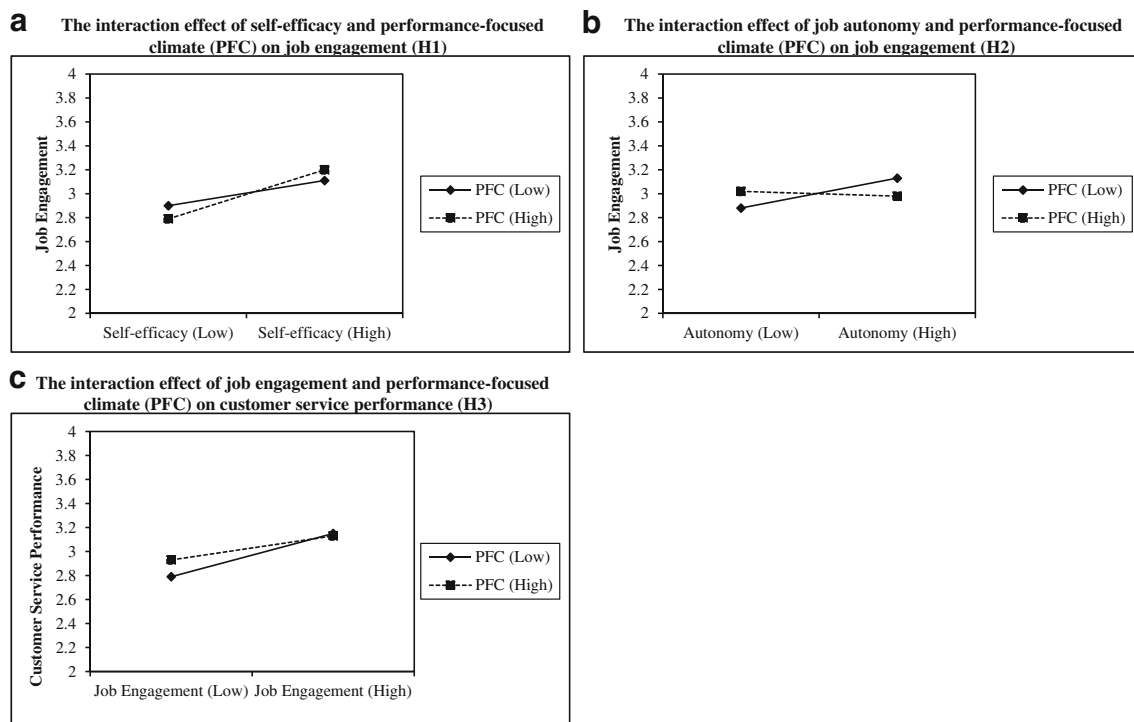 a
The interaction effect of self-efficacy and performance-focused
climate (PFC) on job engagement (H1)
4
3.8
3.6
3.4
3.2
3
2.8
2.6
2.4
2.2
2
Job Engagement
Self-efficacy (Low)
Self-efficacy (High)
PFC (Low)
PFC (High)
b
The interaction effect of job autonomy and performance-focused
climate (PFC) on job engagement (H2)
4
3.8
3.6
3.4
3.2
3
2.8
2.6
2.4
2.2
2
Job Engagement
Autonomy (Low)
Autonomy (High)
PFC (Low)
PFC (High)
c
The interaction effect of job engagement and performance-focused
climate (PFC) on customer service performance (H3)
4
3.8
3.6
3.4
3.2
3
2.8
2.6
2.4
2.2
2
Customer Service Performance
Job Engagement (Low)
Job Engagement (High)
PFC (Low)
PFC (High)